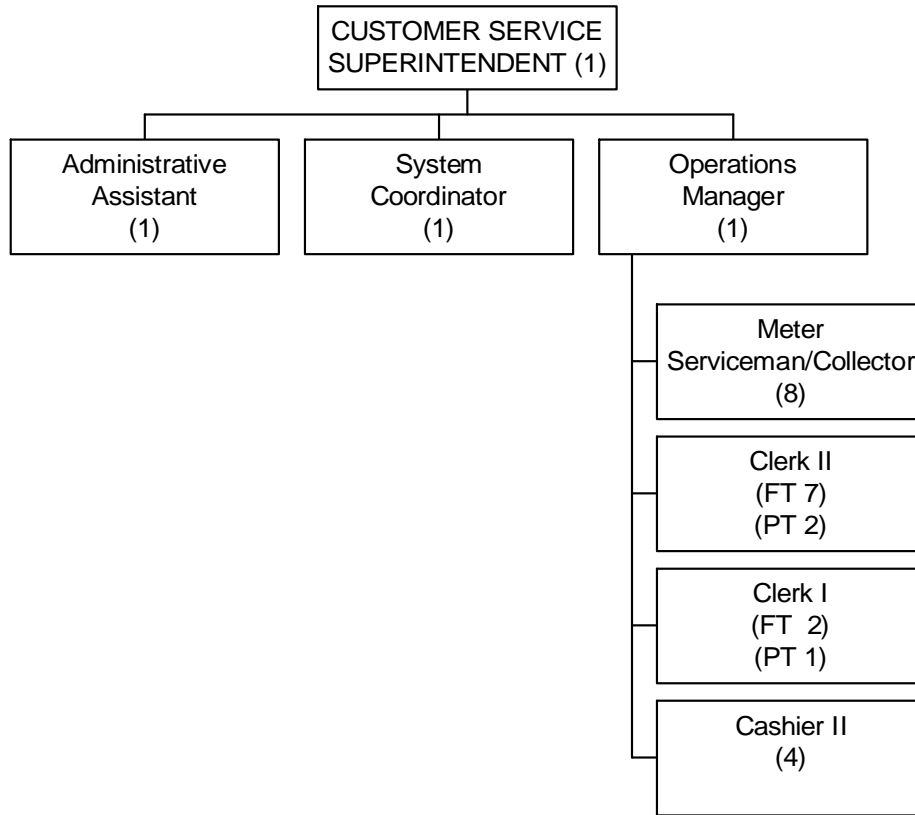 CUSTOMER SERVICE
SUPERINTENDENT (1)
Administrative
Assistant
(1)
System
Coordinator
(1)
Operations
Manager
(1)
Meter
Serviceman/Collector
(8)
Clerk II
(FT 7)
(PT 2)
Clerk I
(FT  2)
(PT 1)
Cashier II
(4)